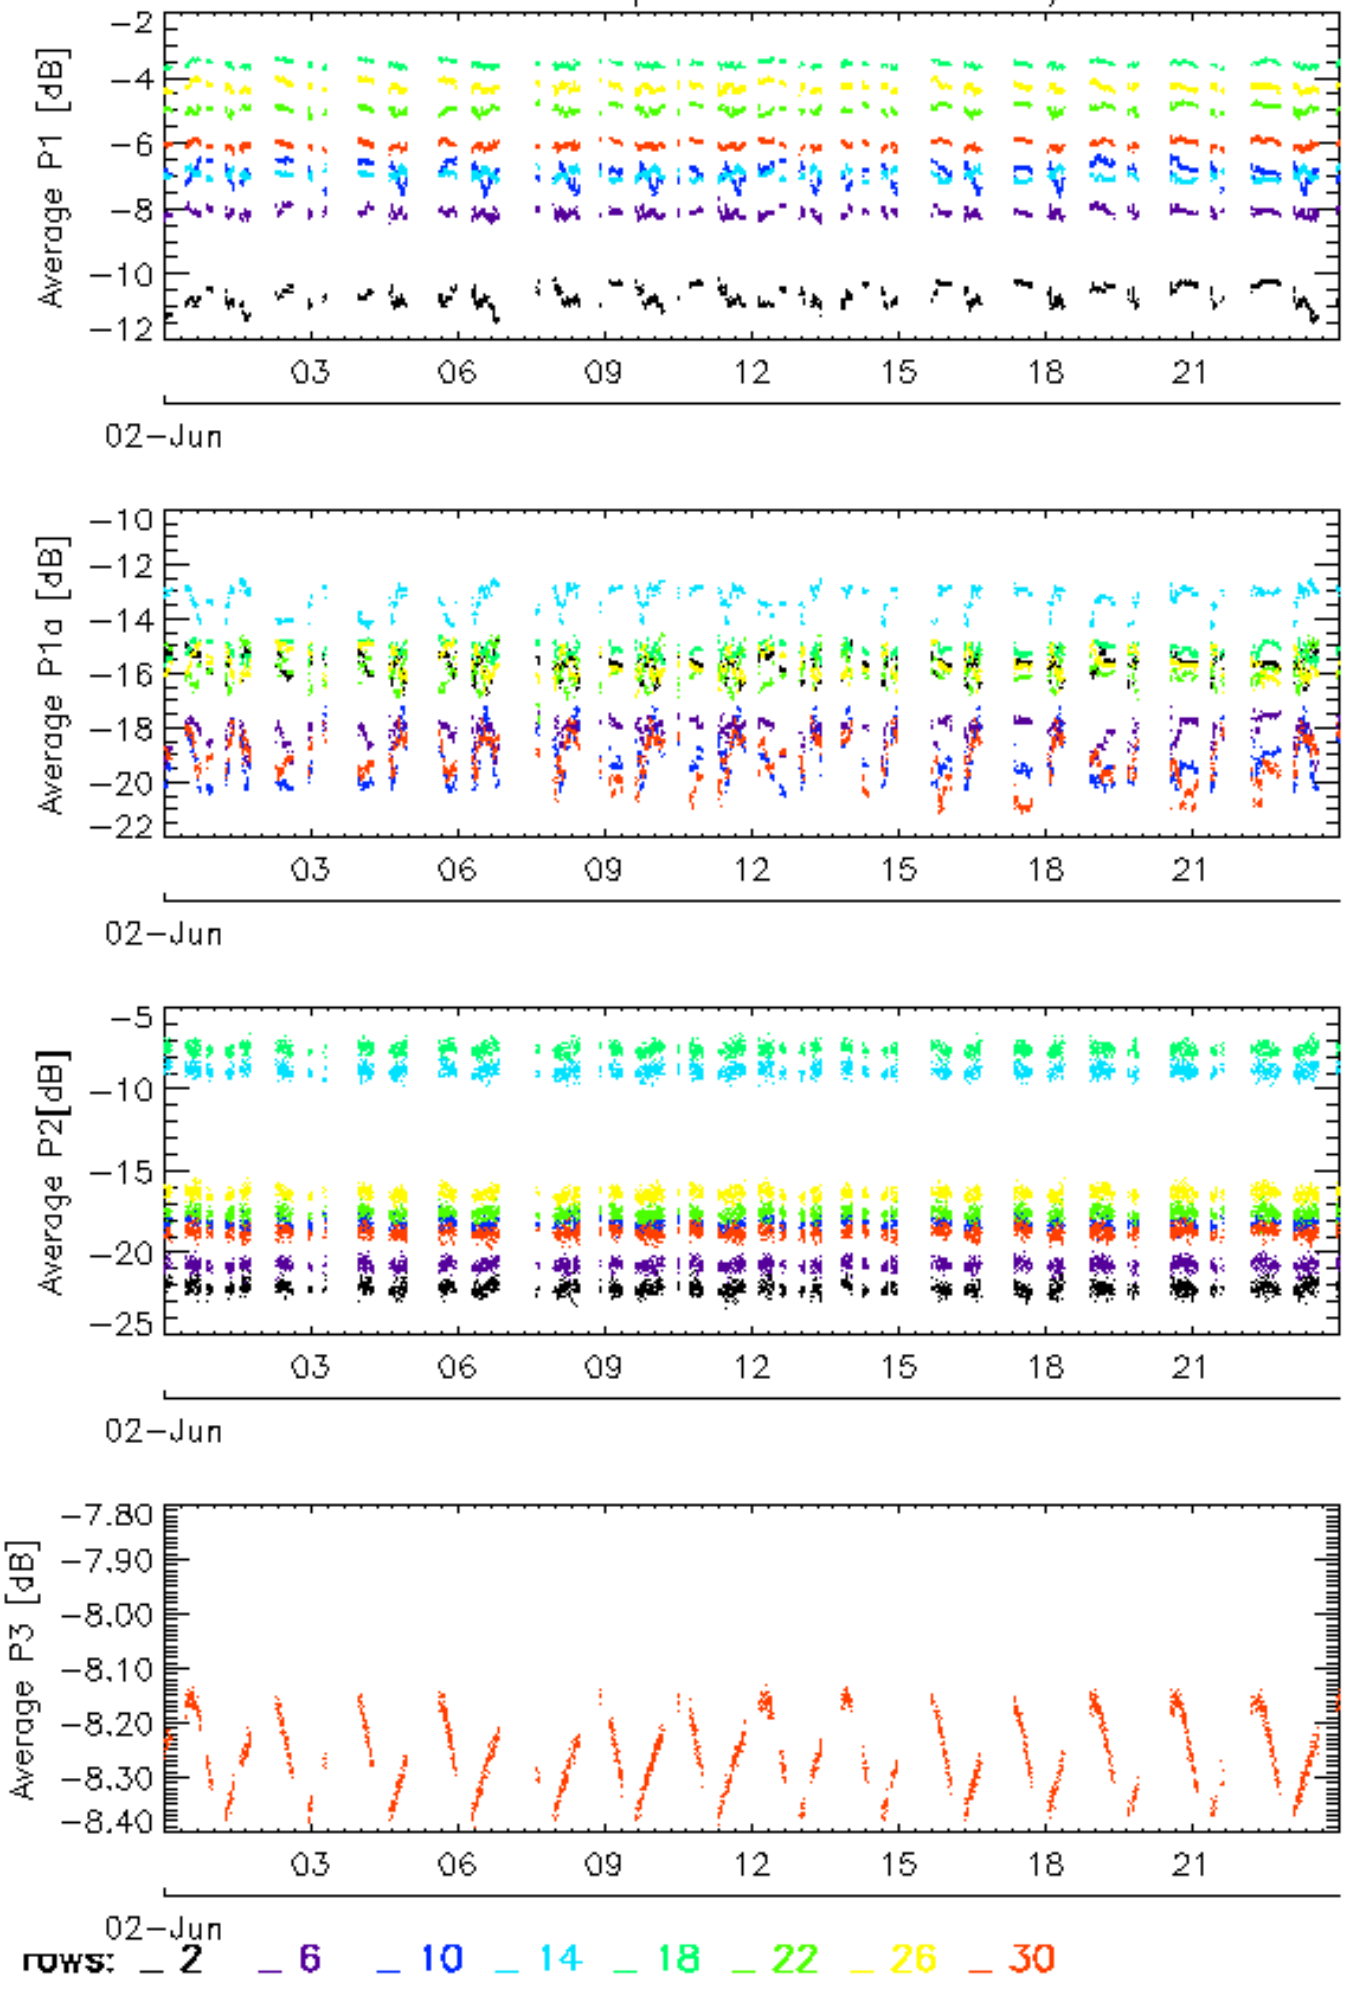 Average P1 [dB]
-2
-4
-6
-8
-10
-12
03 06 09 12 15 18 21
02-Jun
Average P1a [dB]
-10
-12
-14
-16
-18
-20
-22
03 06 09 12 15 18 21
02-Jun
Average P2[dB]
-5
-10
-15
-20
-25
03 06 09 12 15 18 21
02-Jun
Average P3 [dB]
-7.80
-7.90
-8.00
-8.10
-8.20
-8.30
-8.40
03 06 09 12 15 18 21
02-Jun
rows: _ 2 _ 6 _ 10 _ 14 _ 18 _ 22 _ 26 _ 30